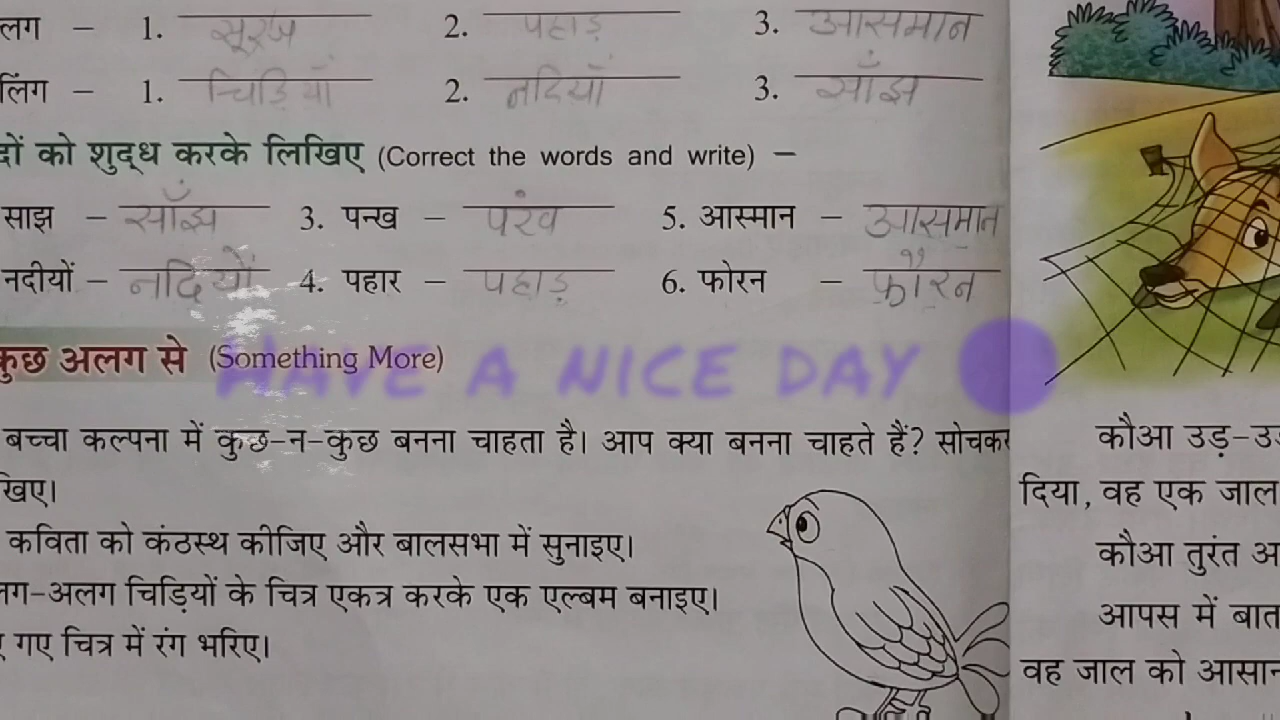 लग – 1. सूरज 2. पहाड़ 3. आसमान
लिंग – 1. चिड़ियाँ 2. नदियाँ 3. साँझ
दों को शुद्ध करके लिखिए (Correct the words and write) –
साझ – साँझ 3. पन्ख – पंख 5. आस्मान – आसमान
नदीयों – नदियों 4. पहार – पहाड़ 6. फोरन – फौरन
कुछ अलग से (Something More)
HAVE A NICE DAY
बच्चा कल्पना में कुछ-न-कुछ बनना चाहता है। आप क्या बनना चाहते हैं? सोचकर
खिए।
कविता को कंठस्थ कीजिए और बालसभा में सुनाइए।
लग-अलग चिड़ियों के चित्र एकत्र करके एक एल्बम बनाइए।
गए चित्र में रंग भरिए।
कौआ उड़-उ
दिया, वह एक जाल
कौआ तुरंत अ
आपस में बात
वह जाल को आसान